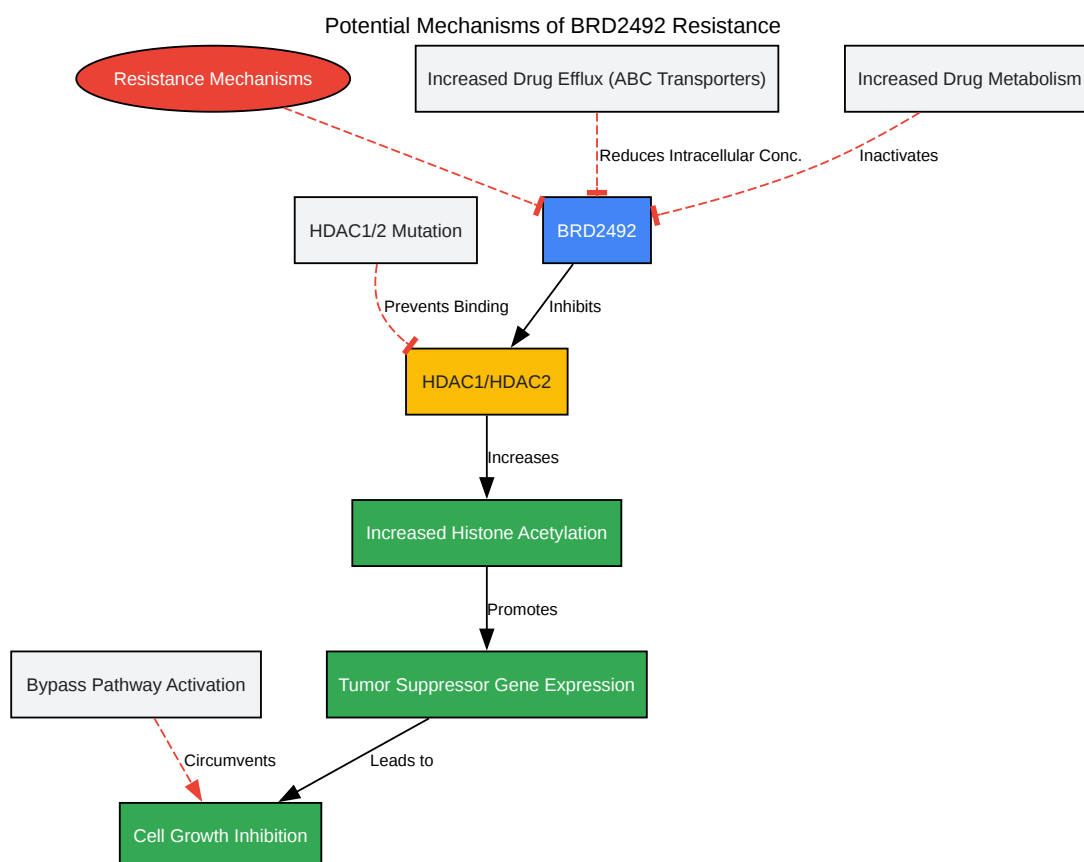 Potential Mechanisms of BRD2492 Resistance
Resistance Mechanisms
Increased Drug Efflux (ABC Transporters)
Increased Drug Metabolism
Reduces Intracellular Conc.
Inactivates
HDAC1/2 Mutation
BRD2492
Prevents Binding
Inhibits
HDAC1/HDAC2
Increases
Increased Histone Acetylation
Promotes
Bypass Pathway Activation
Tumor Suppressor Gene Expression
Circumvents
Leads to
Cell Growth Inhibition